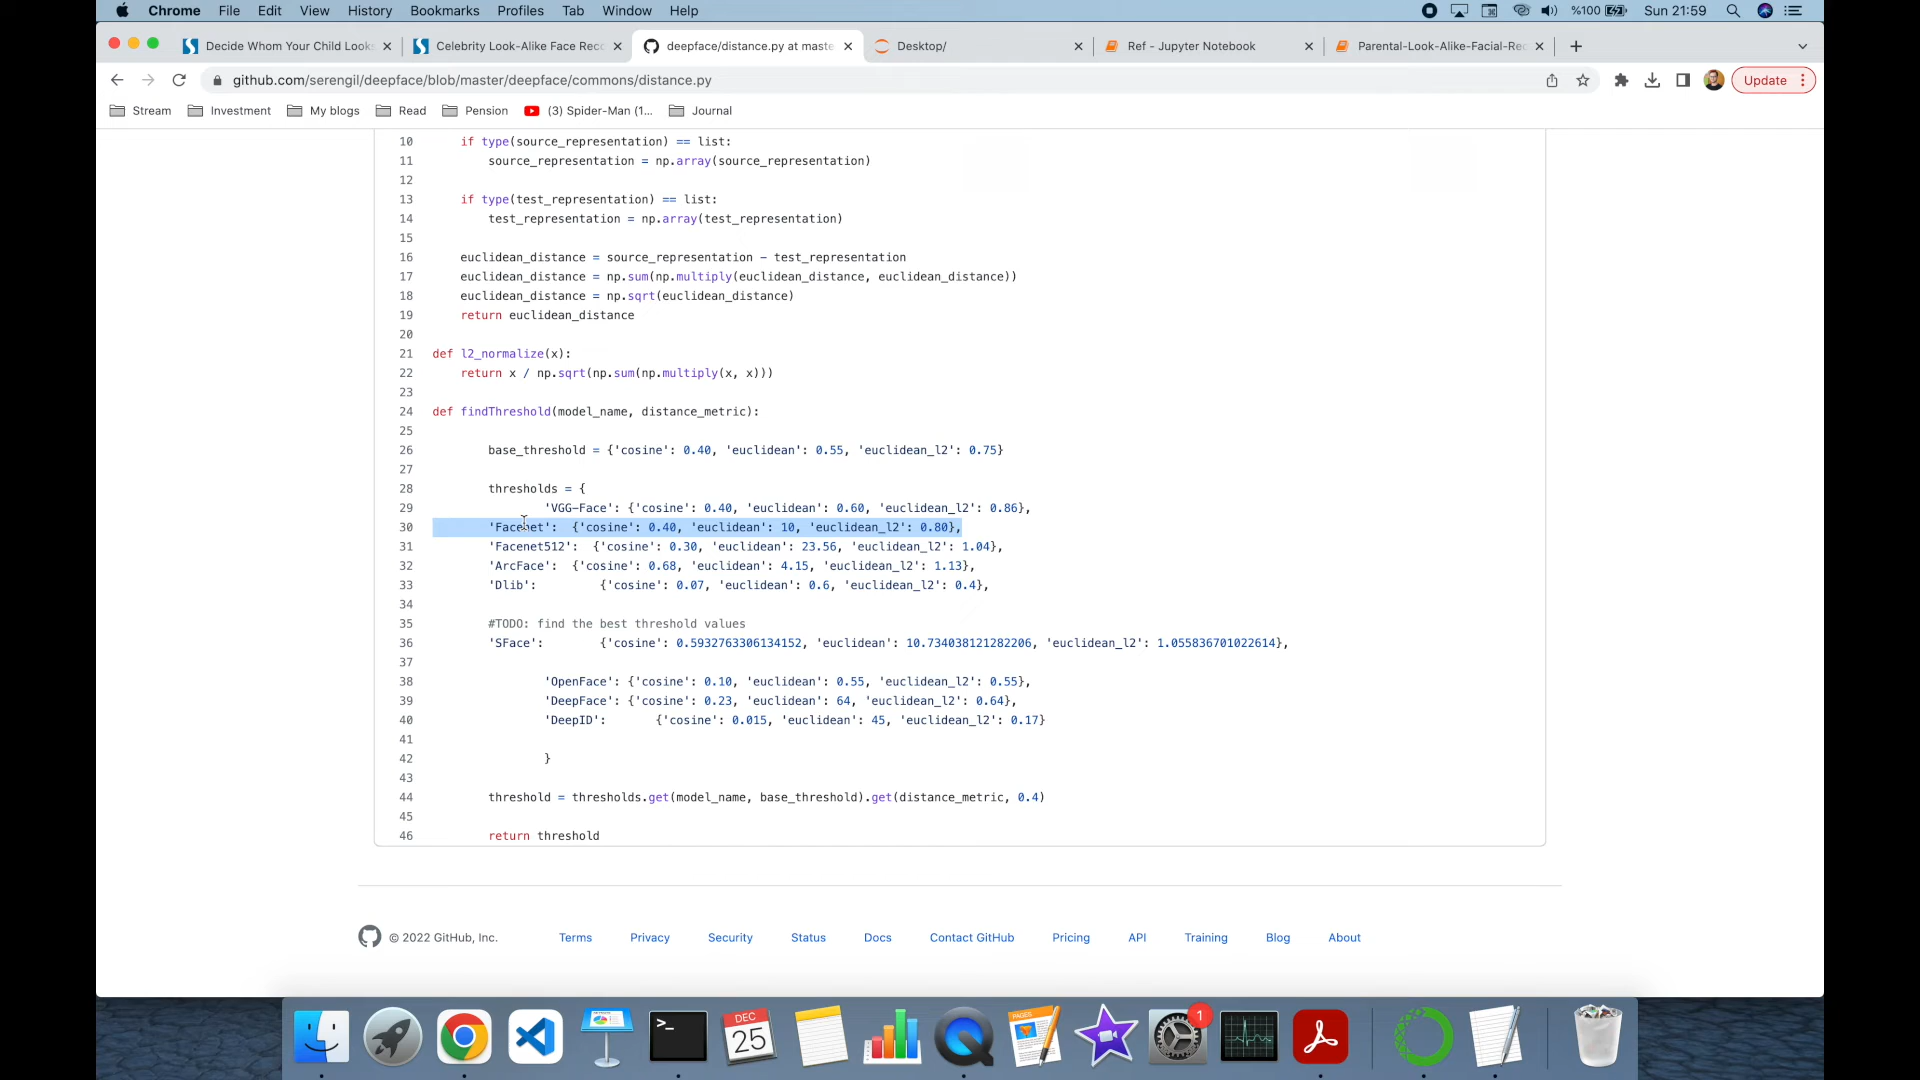 Chrome File Edit View History Bookmarks Profiles Tab Window Help %100 Sun 21:59
Decide Whom Your Child Looks Celebrity Look-Alike Face Reco deepface/distance.py at maste Desktop/ Ref - Jupyter Notebook Parental-Look-Alike-Facial-Rec
github.com/serengil/deepface/blob/master/deepface/commons/distance.py Update
Stream Investment My blogs Read Pension (3) Spider-Man (1... Journal
10 if type(source_representation) == list:
11 source_representation = np.array(source_representation)
12
13 if type(test_representation) == list:
14 test_representation = np.array(test_representation)
15
16 euclidean_distance = source_representation - test_representation
17 euclidean_distance = np.sum(np.multiply(euclidean_distance, euclidean_distance))
18 euclidean_distance = np.sqrt(euclidean_distance)
19 return euclidean_distance
20
21 def l2_normalize(x):
22 return x / np.sqrt(np.sum(np.multiply(x, x)))
23
24 def findThreshold(model_name, distance_metric):
25
26 base_threshold = {'cosine': 0.40, 'euclidean': 0.55, 'euclidean_l2': 0.75}
27
28 thresholds = {
29 'VGG-Face': {'cosine': 0.40, 'euclidean': 0.60, 'euclidean_l2': 0.86},
30 'Facenet': {'cosine': 0.40, 'euclidean': 10, 'euclidean_l2': 0.80},
31 'Facenet512': {'cosine': 0.30, 'euclidean': 23.56, 'euclidean_l2': 1.04},
32 'ArcFace': {'cosine': 0.68, 'euclidean': 4.15, 'euclidean_l2': 1.13},
33 'Dlib': {'cosine': 0.07, 'euclidean': 0.6, 'euclidean_l2': 0.4},
34
35 #TODO: find the best threshold values
36 'SFace': {'cosine': 0.5932763306134152, 'euclidean': 10.734038121282206, 'euclidean_l2': 1.055836701022614},
37
38 'OpenFace': {'cosine': 0.10, 'euclidean': 0.55, 'euclidean_l2': 0.55},
39 'DeepFace': {'cosine': 0.23, 'euclidean': 64, 'euclidean_l2': 0.64},
40 'DeepID': {'cosine': 0.015, 'euclidean': 45, 'euclidean_l2': 0.17}
41
42 }
43
44 threshold = thresholds.get(model_name, base_threshold).get(distance_metric, 0.4)
45
46 return threshold
© 2022 GitHub, Inc. Terms Privacy Security Status Docs Contact GitHub Pricing API Training Blog About
DEC
25
PAGES
1